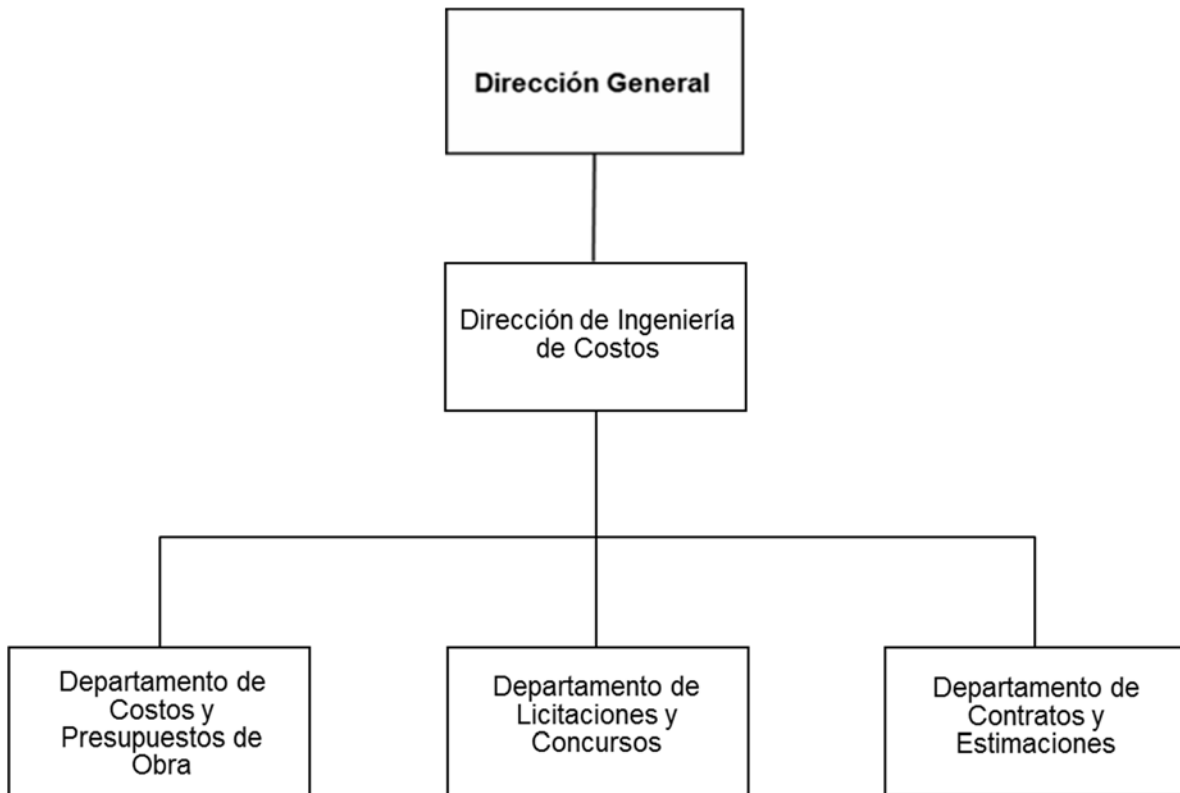 Dirección General
Dirección de Ingeniería
de Costos
Departamento de
Costos y
Presupuestos de
Obra
Departamento de
Licitaciones y
Concursos
Departamento de
Contratos y
Estimaciones